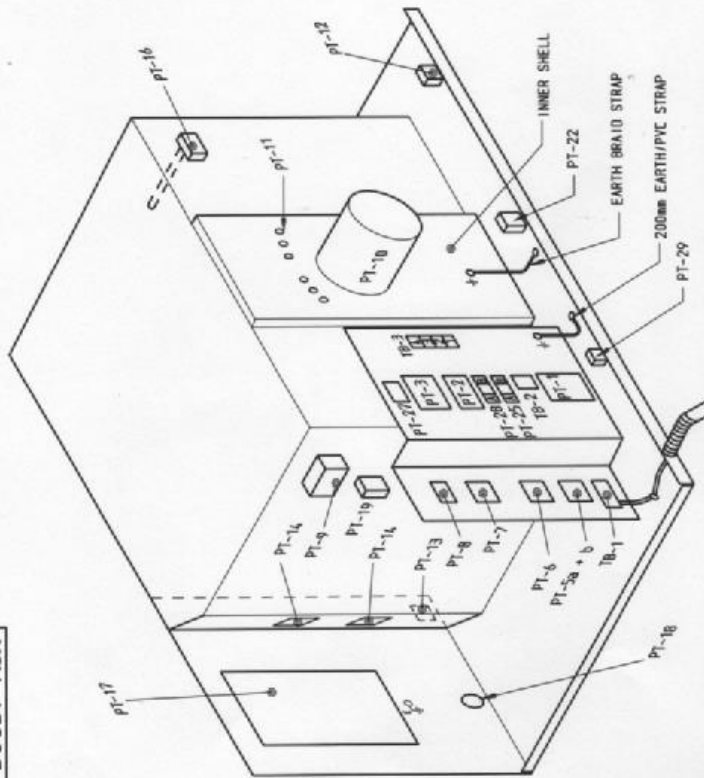 PT-16
PT-12
PT-11
PT-10
INNER SHELL
EARTH BRAID STRAP
PT-22
200mm EARTH/PVC STRAP
PT-29
TB-3
PT-27
PT-3
PT-2
PT-28
PT-25
TB-2
PT-1
PT-14
PT-9
PT-19
PT-14
PT-13
PT-8
PT-7
PT-6
PT-5a + b
TB-1
PT-17
PT-18